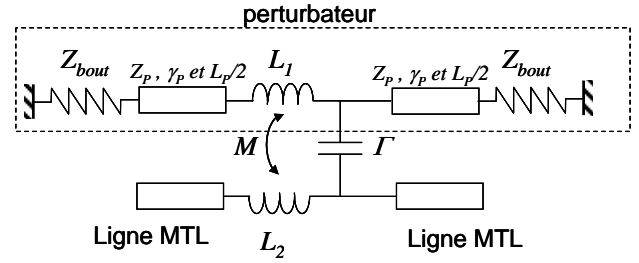 perturbateur
Z_bout
Z_P , γ_P et L_P/2
L_1
Z_P , γ_P et L_P/2
Z_bout
M
Γ
Ligne MTL
L_2
Ligne MTL